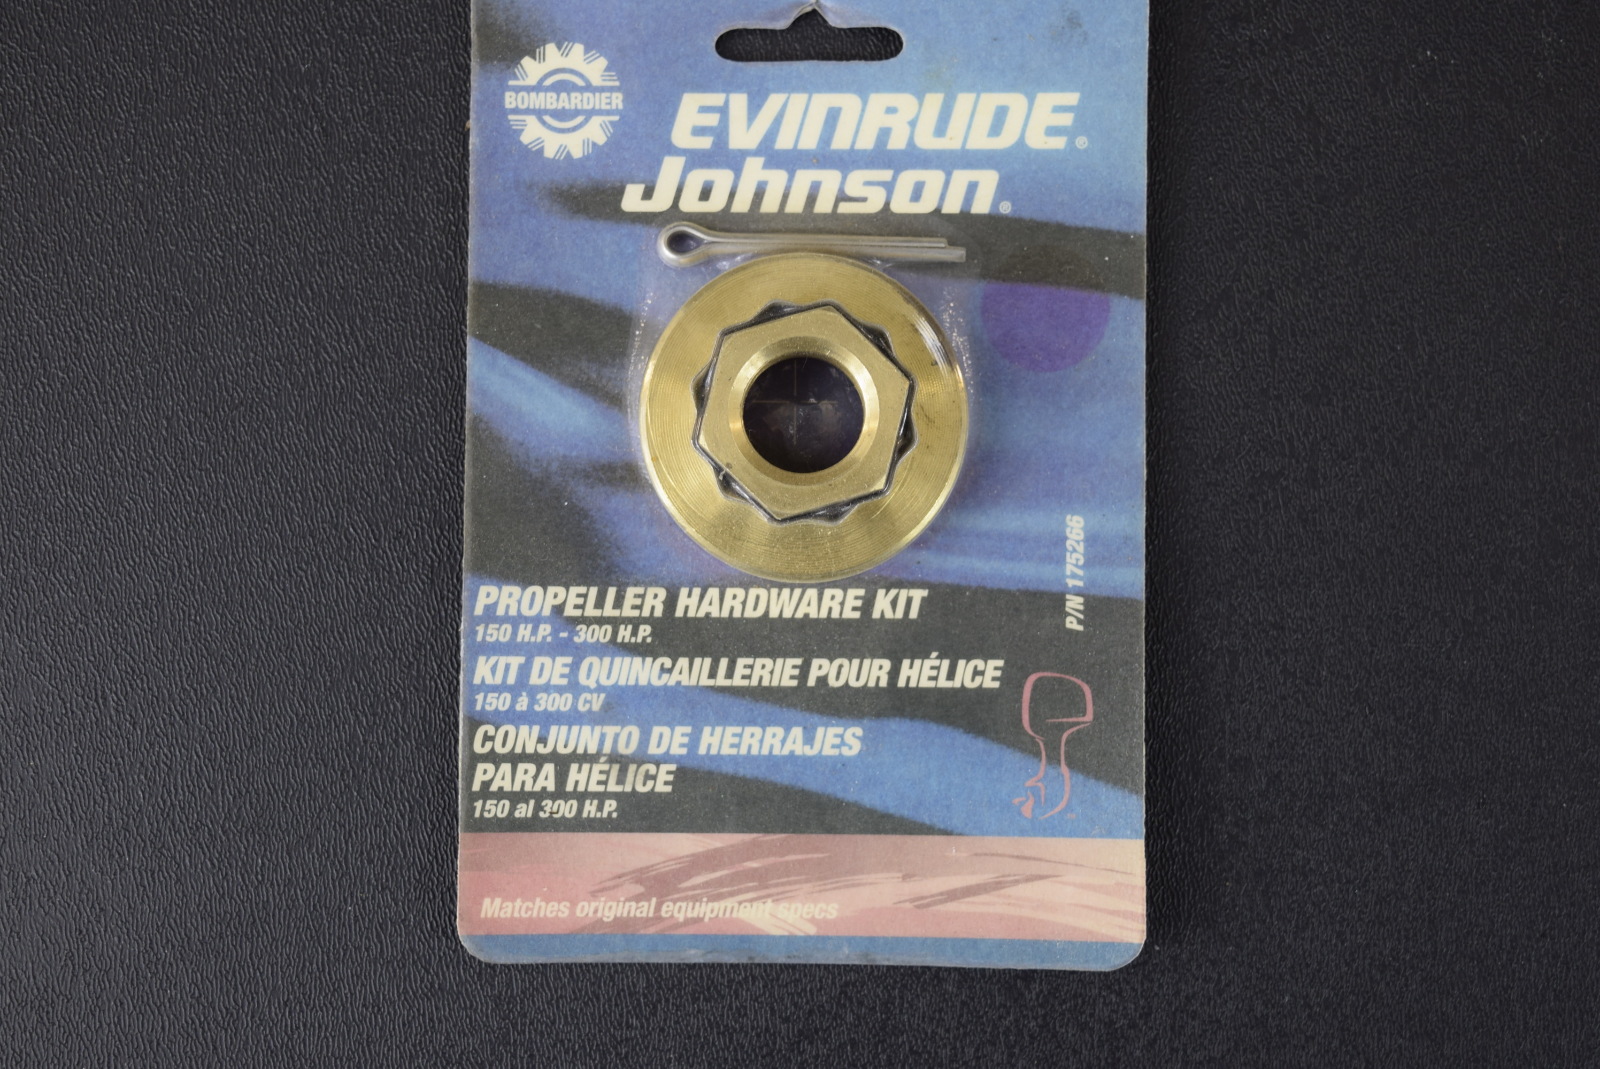 BOMBARDIER
EVINRUDE®
Johnson®
P/N 175266
PROPELLER HARDWARE KIT
150 H.P. - 300 H.P.
KIT DE QUINCAILLERIE POUR HÉLICE
150 à 300 CV
CONJUNTO DE HERRAJES
PARA HÉLICE
150 al 300 H.P.
Matches original equipment specs